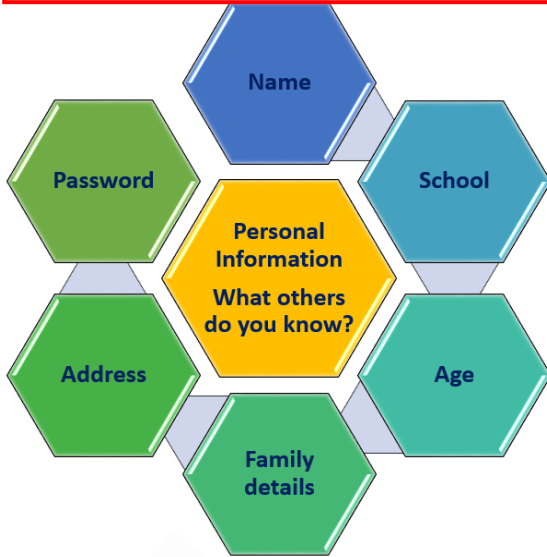 Name
Password
School
Personal
Information
What others
do you know?
Address
Age
Family
details